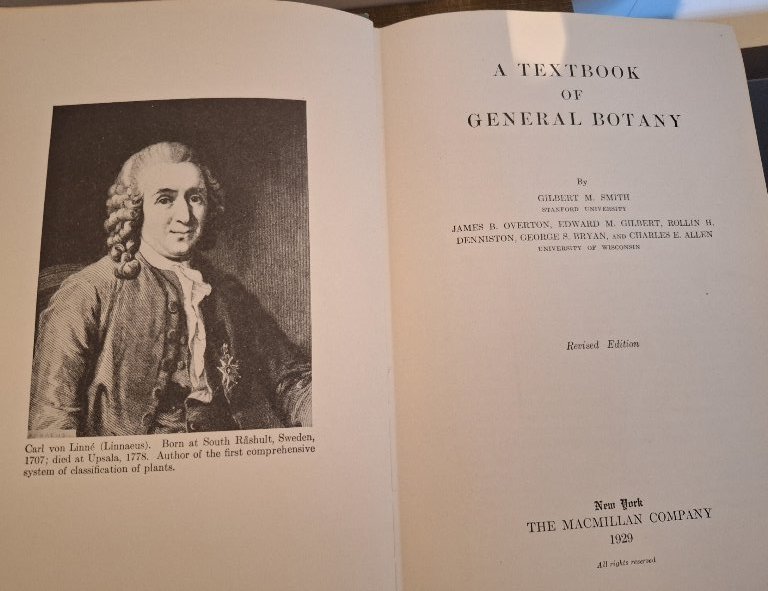 Carl von Linné (Linnaeus). Born at South Råshult, Sweden,
1707; died at Upsala, 1778. Author of the first comprehensive
system of classification of plants.
A TEXTBOOK
OF
GENERAL BOTANY
By
GILBERT M. SMITH
STANFORD UNIVERSITY
JAMES B. OVERTON, EDWARD M. GILBERT, ROLLIN H.
DENNISTON, GEORGE S. BRYAN, AND CHARLES E. ALLEN
UNIVERSITY OF WISCONSIN
Revised Edition
New York
THE MACMILLAN COMPANY
1929
All rights reserved